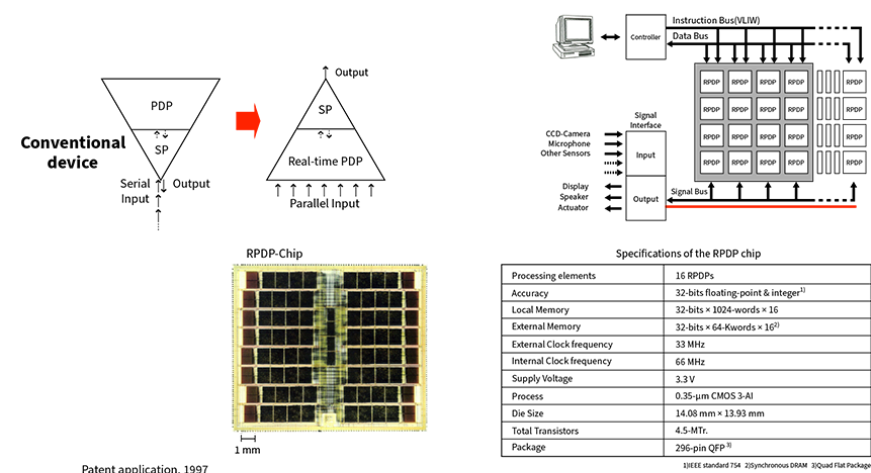 PDP
SP
Conventional
device
Serial
Input
Output
Output
SP
Real-time PDP
Parallel Input
Instruction Bus(VLIW)
Data Bus
Controller
RPDP RPDP RPDP RPDP RPDP
RPDP RPDP RPDP RPDP RPDP
RPDP RPDP RPDP RPDP RPDP
RPDP RPDP RPDP RPDP RPDP
Signal
Interface
CCD-Camera
Microphone
Other Sensors
Input
Display
Speaker
Actuator
Output
Signal Bus
RPDP-Chip
1 mm
Patent application, 1997
Specifications of the RPDP chip
Processing elements 16 RPDPs
Accuracy 32-bits floating-point & integer1)
Local Memory 32-bits × 1024-words × 16
External Memory 32-bits × 64-Kwords × 162)
External Clock frequency 33 MHz
Internal Clock frequency 66 MHz
Supply Voltage 3.3 V
Process 0.35-μm CMOS 3-Al
Die Size 14.08 mm × 13.93 mm
Total Transistors 4.5-MTr.
Package 296-pin QFP3)
1)IEEE standard 754 2)Synchronous DRAM 3)Quad Flat Package